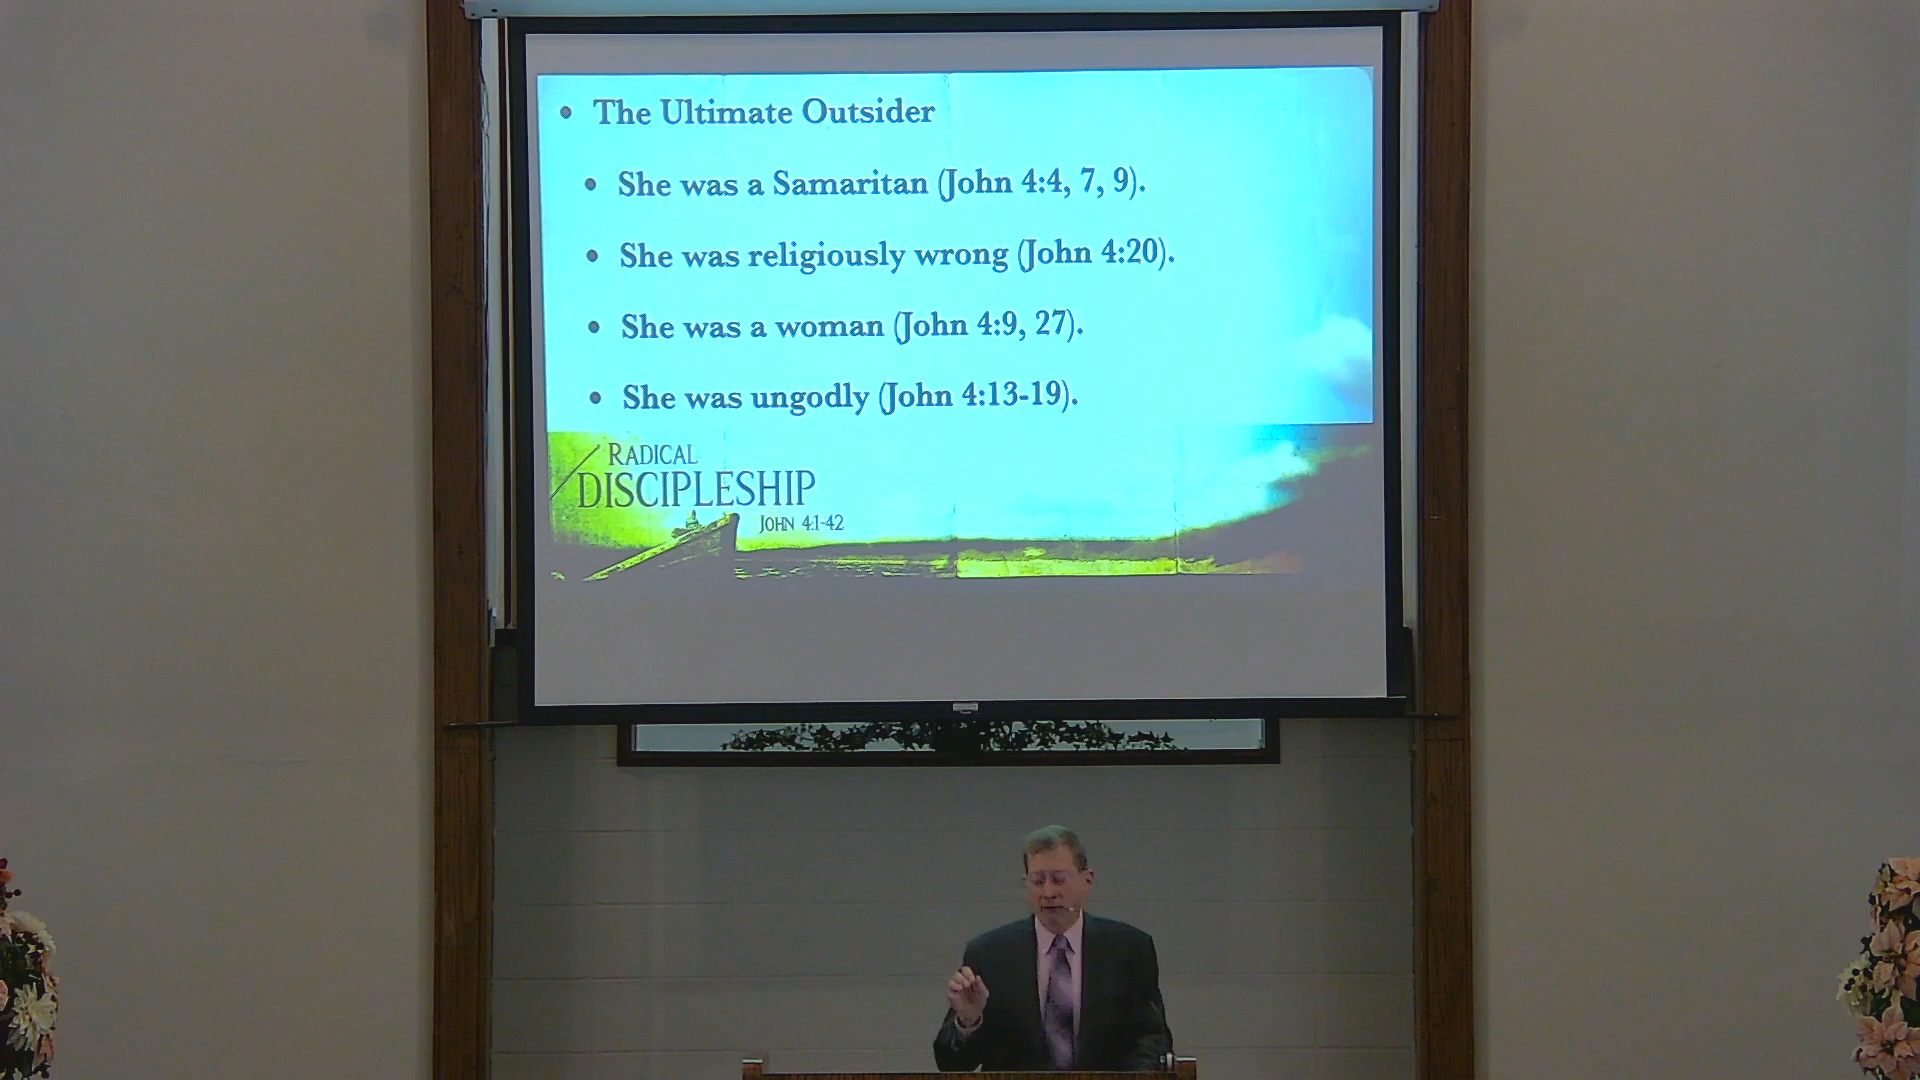 • The Ultimate Outsider
• She was a Samaritan (John 4:4, 7, 9).
• She was religiously wrong (John 4:20).
• She was a woman (John 4:9, 27).
• She was ungodly (John 4:13-19).
RADICAL
DISCIPLESHIP
JOHN 4:1-42